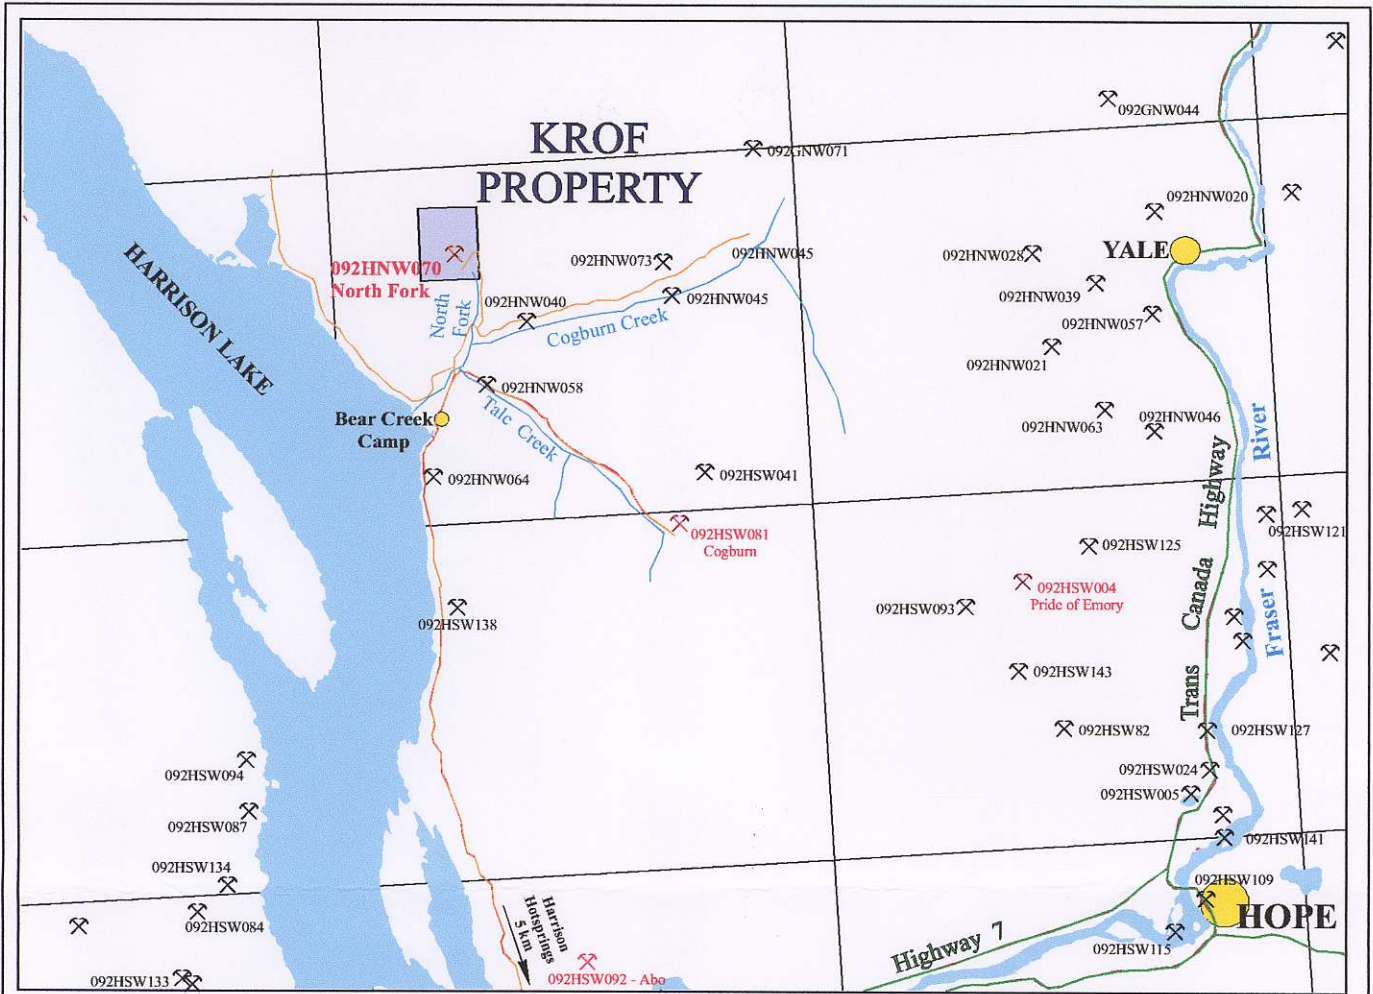 092GNW044
KROF
PROPERTY
092GNW071
092HNW020
HARRISON LAKE
092HNW070
North Fork
092HNW073
092HNW045
092HNW028
YALE
092HNW040
North
Fork
092HNW045
Cogburn Creek
092HNW039
092HNW057
092HNW021
092HNW058
Talc Creek
Bear Creek
Camp
092HNW063
092HNW046
092HNW064
092HSW041
Trans Canada Highway
Fraser River
092HSW081
Cogburn
092HSW121
092HSW125
092HSW004
Pride of Emory
092HSW093
092HSW138
092HSW143
092HSW82
092HSW127
092HSW094
092HSW024
092HSW005
092HSW087
092HSW141
092HSW134
092HSW109
092HSW084
HOPE
Harrison
Hotsprings
5 km
Highway 7
092HSW115
092HSW133
092HSW092 - Abo